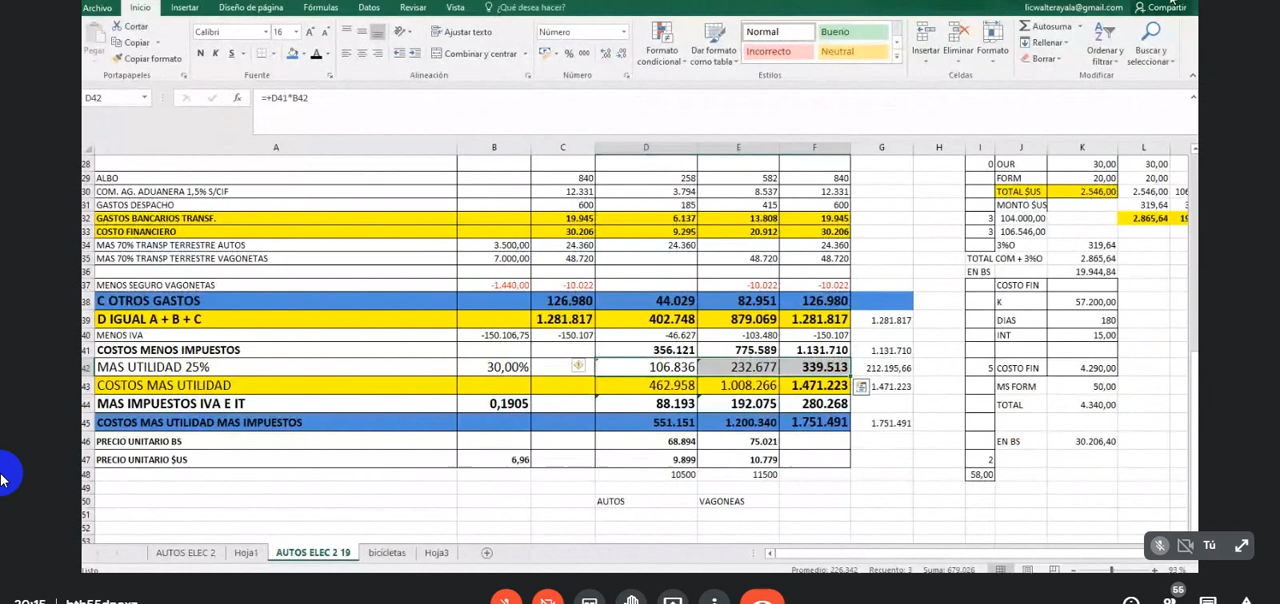 Archivo Inicio Insertar Diseño de página Fórmulas Datos Revisar Vista ¿Qué desea hacer? licwalterayala@gmail.com Compartir
Pegar Cortar Copiar Copiar formato Portapapeles
Calibri 16 N K S Fuente
Ajustar texto Combinar y centrar Alineación
Número % 000 Número
Formato condicional Dar formato como tabla Normal Bueno Incorrecto Neutral Estilos
Insertar Eliminar Formato Celdas
Autosuma Rellenar Borrar Ordenar y filtrar Buscar y seleccionar Modificar
D42 fx =+D41*B42
A B C D E F G H I J K L
28 0 OUR 30,00 30,00
29 ALBO 840 258 582 840 FORM 20,00 20,00
30 COM. AG. ADUANERA 1,5% S/CIF 12.331 3.794 8.537 12.331 TOTAL $US 2.546,00 2.546,00 106
31 GASTOS DESPACHO 600 185 415 600 MONTO $US 319,64
32 GASTOS BANCARIOS TRANSF. 19.945 6.137 13.808 19.945 3 104.000,00 2.865,64 19
33 COSTO FINANCIERO 30.206 9.295 20.912 30.206 3 106.546,00
34 MAS 70% TRANSP TERRESTRE AUTOS 3.500,00 24.360 24.360 24.360 3%O 319,64
35 MAS 70% TRANSP TERRESTRE VAGONETAS 7.000,00 48.720 48.720 48.720 TOTAL COM + 3%O 2.865,64
36 EN BS 19.944,84
37 MENOS SEGURO VAGONETAS -1.440,00 -10.022 -10.022 -10.022 COSTO FIN
38 C OTROS GASTOS 126.980 44.029 82.951 126.980 K 57.200,00
39 D IGUAL A + B + C 1.281.817 402.748 879.069 1.281.817 1.281.817 DIAS 180
40 MENOS IVA -150.106,75 -150.107 -46.627 -103.480 -150.107 INT 15,00
41 COSTOS MENOS IMPUESTOS 356.121 775.589 1.131.710 1.131.710
42 MAS UTILIDAD 25% 30,00% 106.836 232.677 339.513 212.195,66 5 COSTO FIN 4.290,00
43 COSTOS MAS UTILIDAD 462.958 1.008.266 1.471.223 1.471.223 MS FORM 50,00
44 MAS IMPUESTOS IVA E IT 0,1905 88.193 192.075 280.268 TOTAL 4.340,00
45 COSTOS MAS UTILIDAD MAS IMPUESTOS 551.151 1.200.340 1.751.491 1.751.491
46 PRECIO UNITARIO BS 68.894 75.021 EN BS 30.206,40
47 PRECIO UNITARIO $US 6,96 9.899 10.779 2
48 10500 11500 58,00
49
50 AUTOS VAGONEAS
51
52
53
AUTOS ELEC 2 Hoja1 AUTOS ELEC 2 19 bicicletas Hoja3
Listo Promedio: 226.342 Recuento: 3 Suma: 679.026 93 %
Tú
55